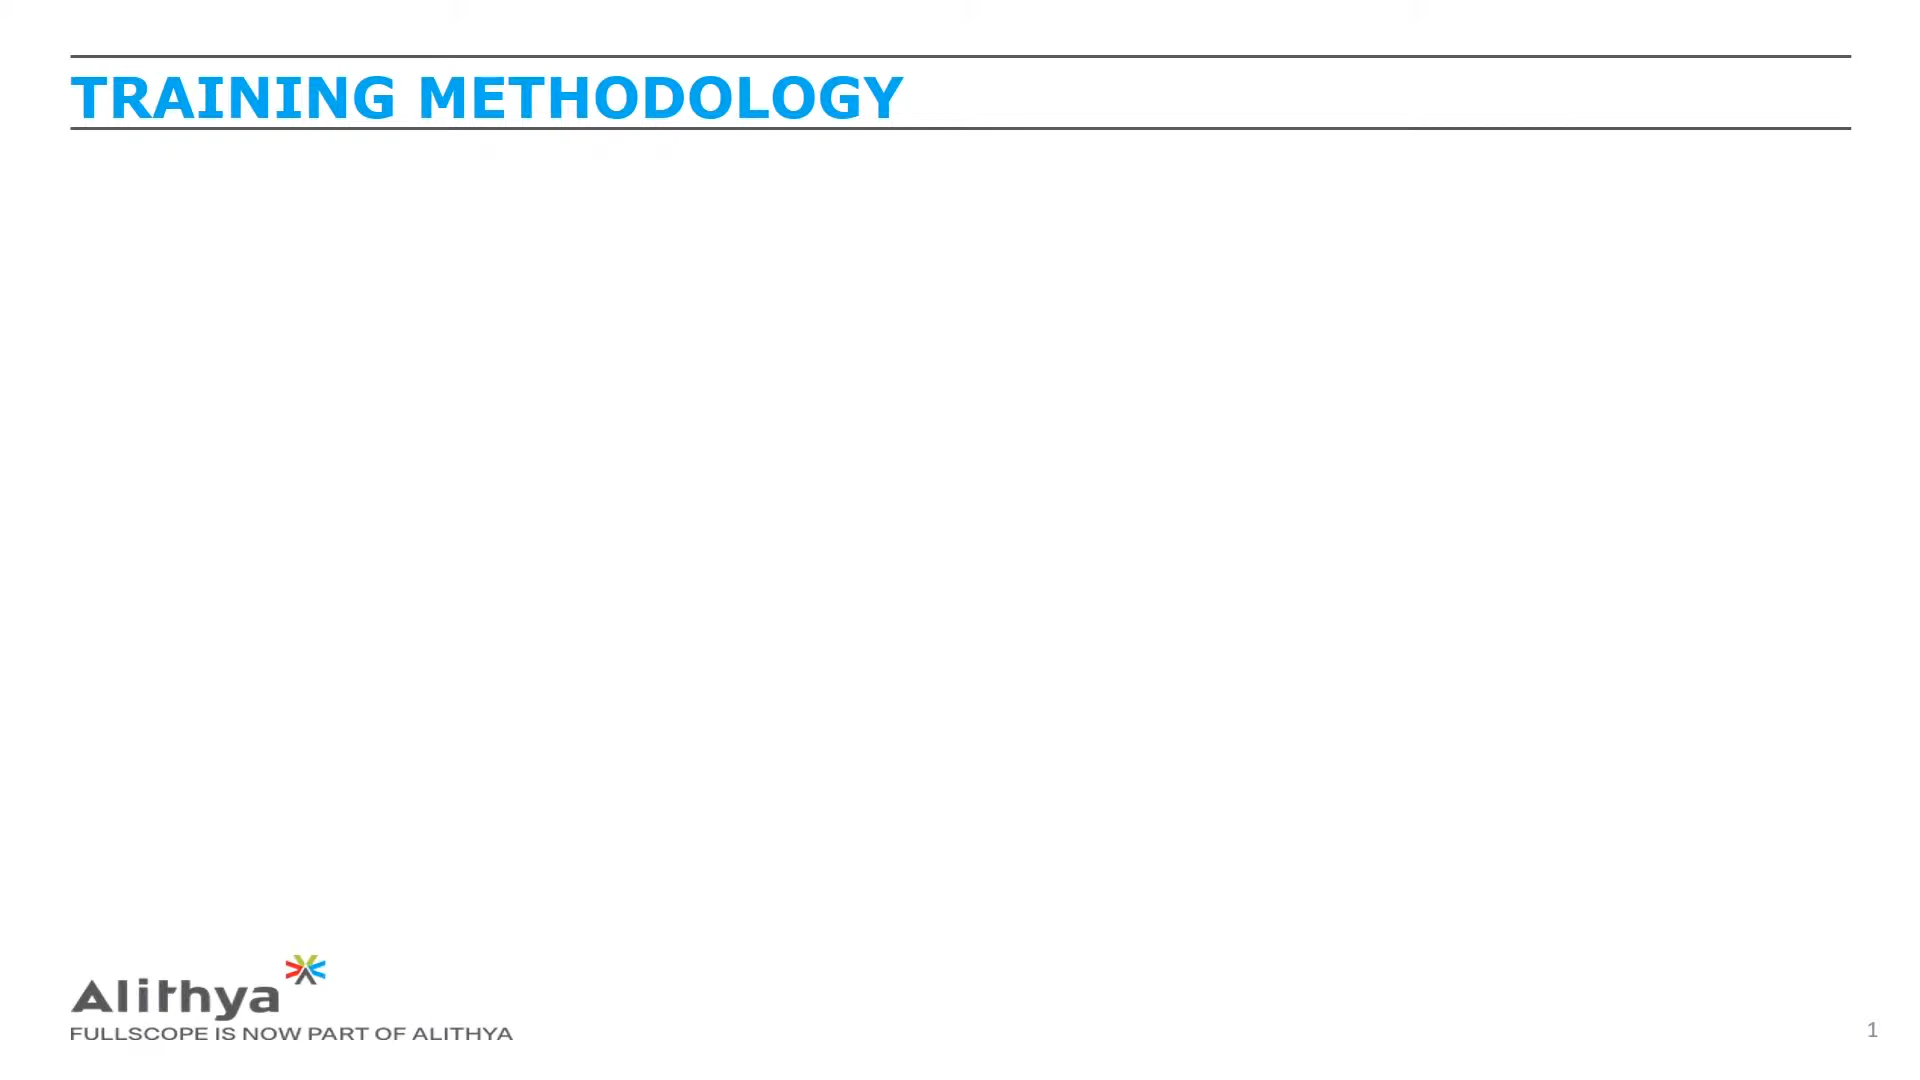 TRAINING METHODOLOGY
Alithya
FULLSCOPE IS NOW PART OF ALITHYA
1